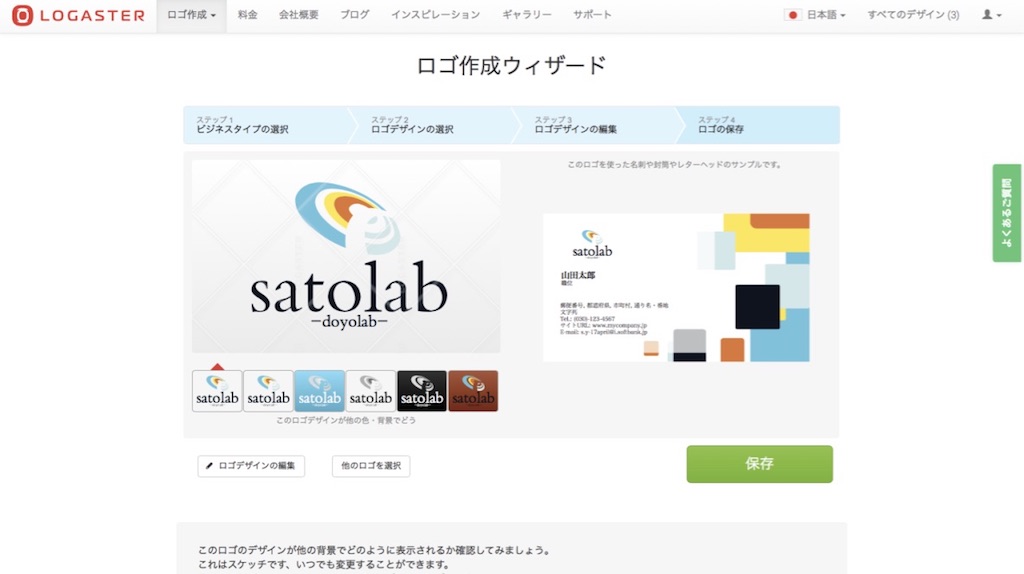 LOGASTER
ロゴ作成
料金
会社概要
ブログ
インスピレーション
ギャラリー
サポート
日本語
すべてのデザイン (3)
ロゴ作成ウィザード
ステップ 1
ビジネスタイプの選択
ステップ 2
ロゴデザインの選択
ステップ 3
ロゴデザインの編集
ステップ 4
ロゴの保存
このロゴを使った名刺や封筒やレターヘッドのサンプルです。
satolab
–doyolab–
satolab
山田太郎
職位
郵便番号, 都道府県, 市町村, 通り名・番地
文字列
Tel.: (030)-123-4567
サイトURL: www.mycompany.jp
よくあるご質問
satolab
satolab
satolab
satolab
satolab
satolab
このロゴデザインが他の色・背景でどう
ロゴデザインの編集
他のロゴを選択
保存
このロゴのデザインが他の背景でどのように表示されるか確認してみましょう。
これはスケッチです、いつでも変更することができます。